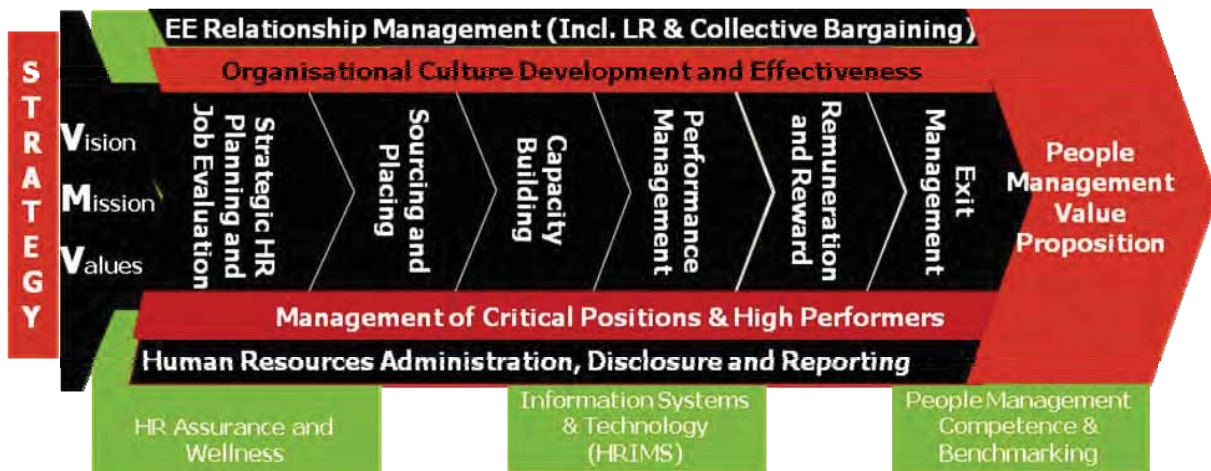 EE Relationship Management (Incl. LR & Collective Bargaining)
Organisational Culture Development and Effectiveness
STRATEGY
Vision
Mission
Values
Strategic HR
Planning and
Job Evaluation
Sourcing and
Placing
Capacity
Building
Performance
Management
Remuneration
and Reward
Exit
Management
People
Management
Value
Proposition
Management of Critical Positions & High Performers
Human Resources Administration, Disclosure and Reporting
HR Assurance and
Wellness
Information Systems
& Technology
(HRIMS)
People Management
Competence &
Benchmarking